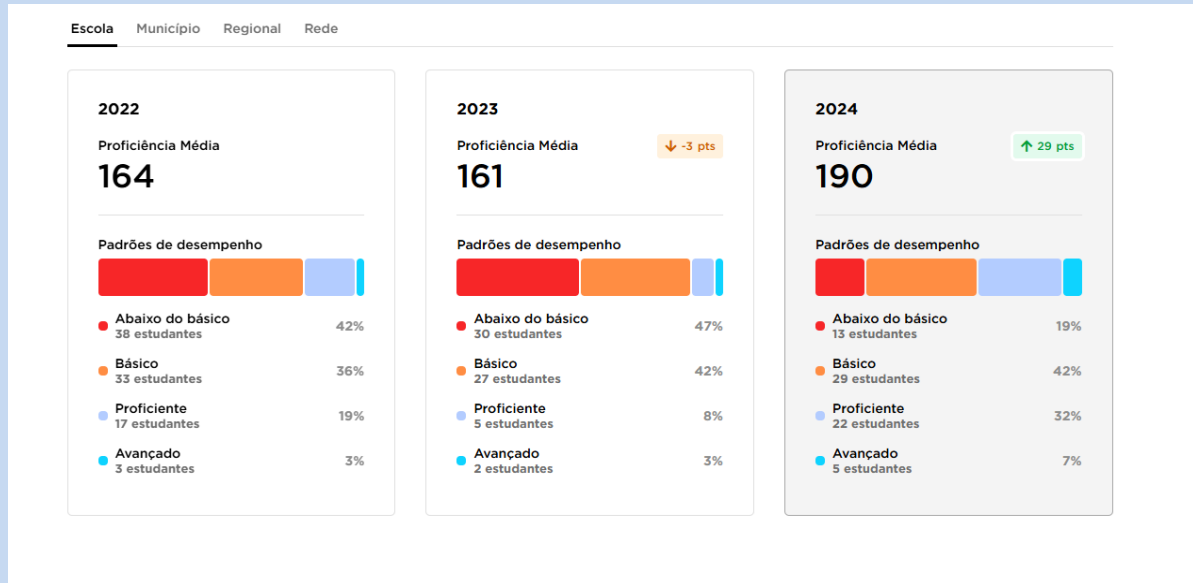 Escola Município Regional Rede
2022
Proficiência Média
164
Padrões de desempenho
Abaixo do básico
38 estudantes
42%
Básico
33 estudantes
36%
Proficiente
17 estudantes
19%
Avançado
3 estudantes
3%
2023
Proficiência Média
↓ -3 pts
161
Padrões de desempenho
Abaixo do básico
30 estudantes
47%
Básico
27 estudantes
42%
Proficiente
5 estudantes
8%
Avançado
2 estudantes
3%
2024
Proficiência Média
↑ 29 pts
190
Padrões de desempenho
Abaixo do básico
13 estudantes
19%
Básico
29 estudantes
42%
Proficiente
22 estudantes
32%
Avançado
5 estudantes
7%